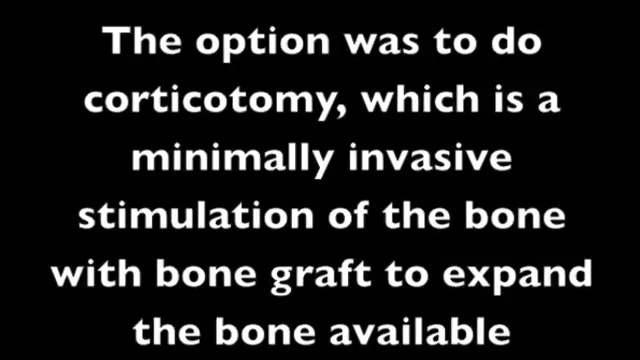 The option was to do
corticotomy, which is a
minimally invasive
stimulation of the bone
with bone graft to expand
the bone available